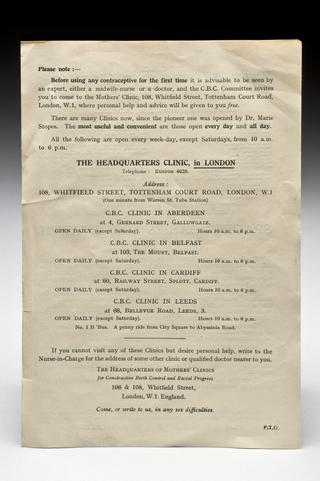 Please note :—
Before using any contraceptive for the first time it is advisable to be seen by
an expert, either a midwife-nurse or a doctor, and the C.B.C. Committee invites
you to come to the Mothers' Clinic, 108, Whitfield Street, Tottenham Court Road,
London, W.1, where personal help and advice will be given to you free.
There are many Clinics now, since the pioneer one was opened by Dr. Marie
Stopes. The most useful and convenient are those open every day and all day.
All the following are open every week-day, except Saturdays, from 10 a.m.
to 6 p.m.
THE HEADQUARTERS CLINIC, in LONDON
Telephone : EUSTON 4628.
Address :
108, WHITFIELD STREET, TOTTENHAM COURT ROAD, LONDON, W.1
(One minute from Warren St. Tube Station)
C.B.C. CLINIC IN ABERDEEN
at 4, GERRARD STREET, GALLOWGATE.
OPEN DAILY (except Saturday). Hours 10 a.m. to 6 p.m.
C.B.C. CLINIC IN BELFAST
at 103, THE MOUNT, BELFAST.
OPEN DAILY (except Saturday). Hours 10 a.m. to 6 p.m.
C.B.C. CLINIC IN CARDIFF
at 60, RAILWAY STREET, SPLOTT, CARDIFF.
OPEN DAILY (except Saturday). Hours 10 a.m. to 6 p.m.
C.B.C. CLINIC IN LEEDS
at 68, BELLEVUE ROAD, LEEDS, 3.
OPEN DAILY (except Saturday). Hours 10 a.m. to 6 p.m.
No. 1 B 'Bus. A penny ride from City Square to Abyssinia Road.
If you cannot visit any of these Clinics but desire personal help, write to the
Nurse-in-Charge for the address of some other clinic or qualified doctor nearer to you.
THE HEADQUARTERS OF MOTHERS' CLINICS
for Constructive Birth Control and Racial Progress
106 & 108, Whitfield Street,
London, W.1. England.
Come, or write to us, in any sex difficulties.
P.T.O.